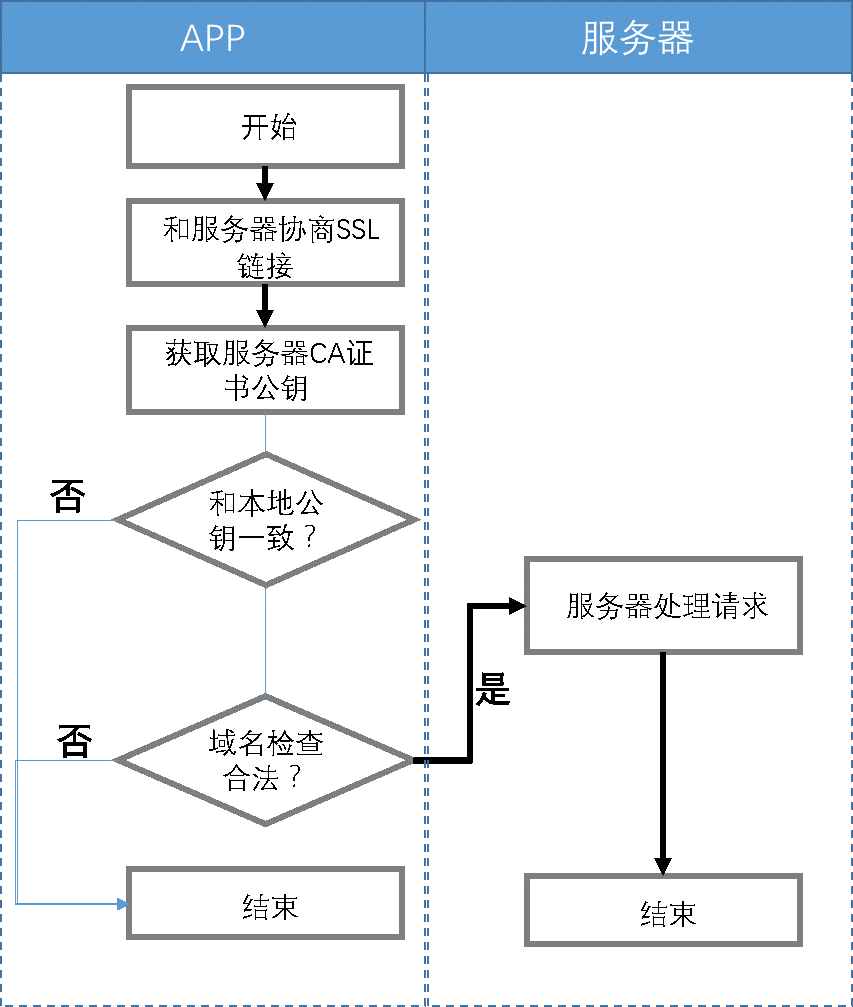 APP
服务器
开始
和服务器协商SSL
链接
获取服务器CA证
书公钥
否
和本地公
钥一致？
服务器处理请求
是
否
域名检查
合法？
结束
结束